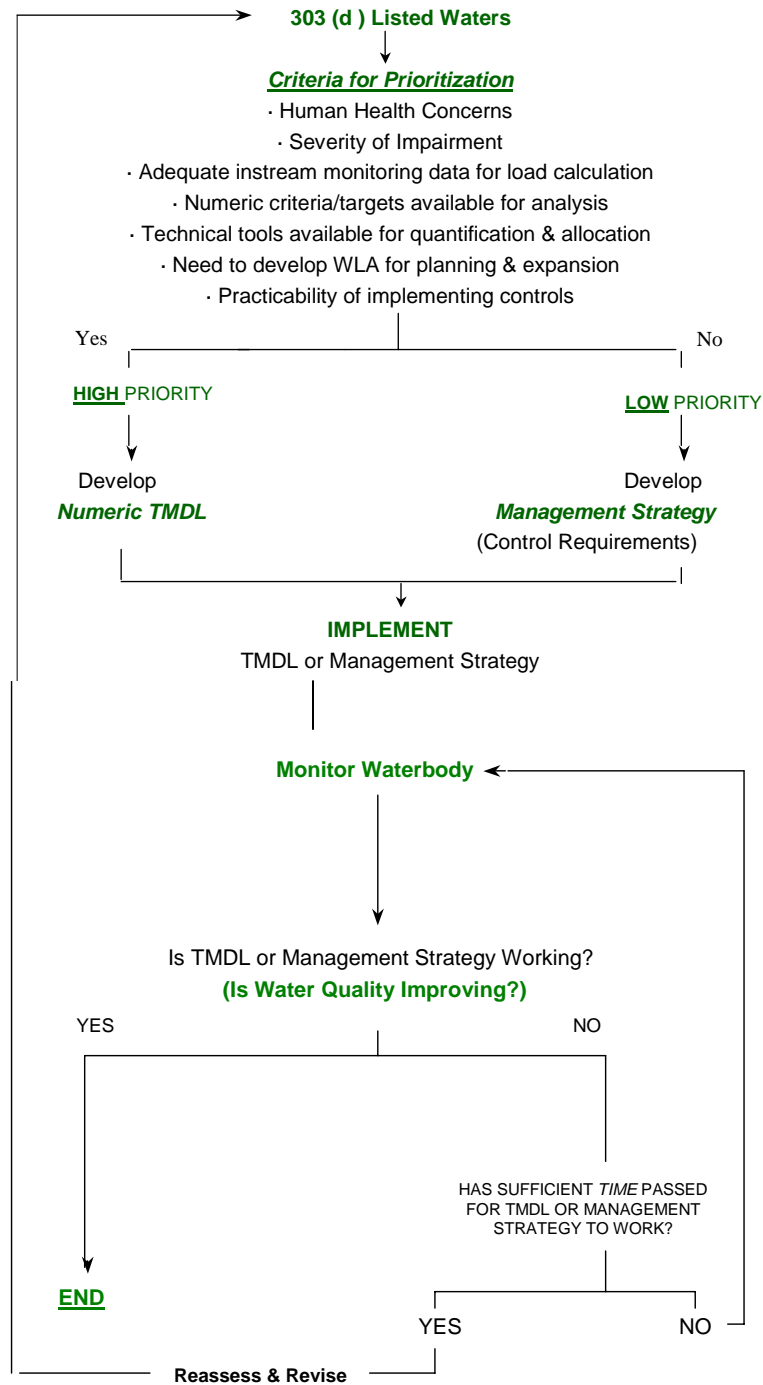 303 (d ) Listed Waters
Criteria for Prioritization
· Human Health Concerns
· Severity of Impairment
· Adequate instream monitoring data for load calculation
· Numeric criteria/targets available for analysis
· Technical tools available for quantification & allocation
· Need to develop WLA for planning & expansion
· Practicability of implementing controls
Yes
No
HIGH PRIORITY
LOW PRIORITY
Develop
Numeric TMDL
Develop
Management Strategy
(Control Requirements)
IMPLEMENT
TMDL or Management Strategy
Monitor Waterbody
Is TMDL or Management Strategy Working?
(Is Water Quality Improving?)
YES
NO
HAS SUFFICIENT TIME PASSED
FOR TMDL OR MANAGEMENT
STRATEGY TO WORK?
END
YES
NO
Reassess & Revise